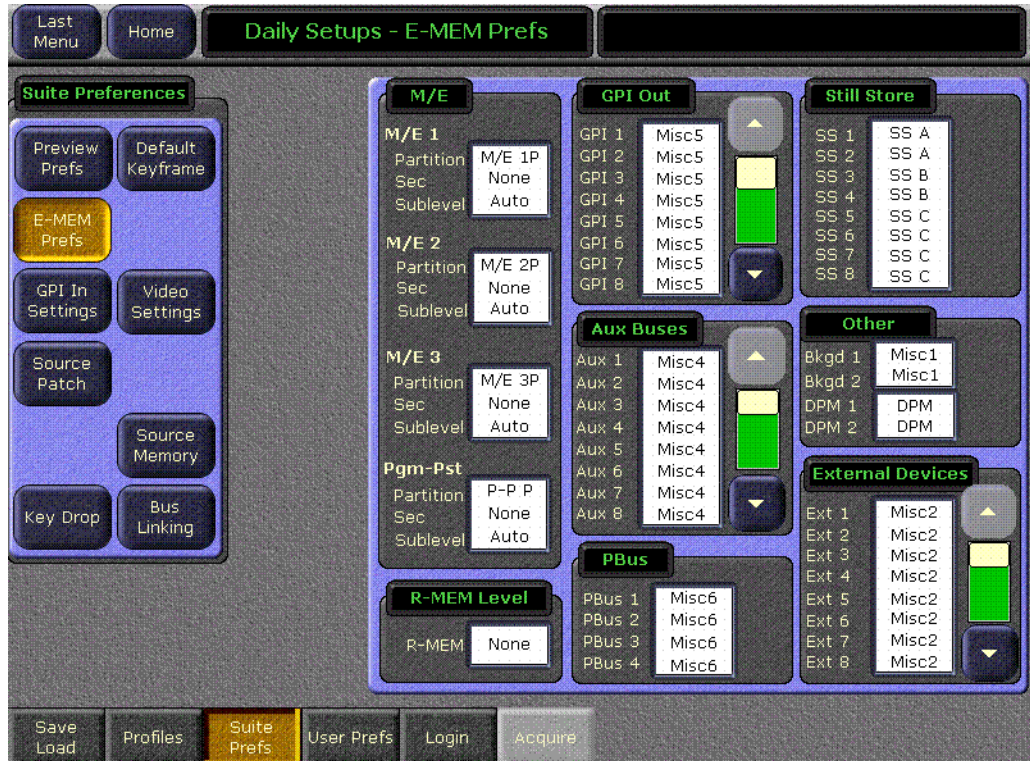 Last Menu
Home
Daily Setups - E-MEM Prefs
Suite Preferences
Preview Prefs
Default Keyframe
E-MEM Prefs
GPI In Settings
Video Settings
Source Patch
Source Memory
Key Drop
Bus Linking
M/E
M/E 1
Partition M/E 1P
Sec None
Sublevel Auto
M/E 2
Partition M/E 2P
Sec None
Sublevel Auto
M/E 3
Partition M/E 3P
Sec None
Sublevel Auto
Pgm-Pst
Partition P-P P
Sec None
Sublevel Auto
R-MEM Level
R-MEM None
GPI Out
GPI 1 Misc5
GPI 2 Misc5
GPI 3 Misc5
GPI 4 Misc5
GPI 5 Misc5
GPI 6 Misc5
GPI 7 Misc5
GPI 8 Misc5
Aux Buses
Aux 1 Misc4
Aux 2 Misc4
Aux 3 Misc4
Aux 4 Misc4
Aux 5 Misc4
Aux 6 Misc4
Aux 7 Misc4
Aux 8 Misc4
PBus
PBus 1 Misc6
PBus 2 Misc6
PBus 3 Misc6
PBus 4 Misc6
Still Store
SS 1 SS A
SS 2 SS A
SS 3 SS B
SS 4 SS B
SS 5 SS C
SS 6 SS C
SS 7 SS C
SS 8 SS C
Other
Bkgd 1 Misc1
Bkgd 2 Misc1
DPM 1 DPM
DPM 2 DPM
External Devices
Ext 1 Misc2
Ext 2 Misc2
Ext 3 Misc2
Ext 4 Misc2
Ext 5 Misc2
Ext 6 Misc2
Ext 7 Misc2
Ext 8 Misc2
Save Load
Profiles
Suite Prefs
User Prefs
Login
Acquire